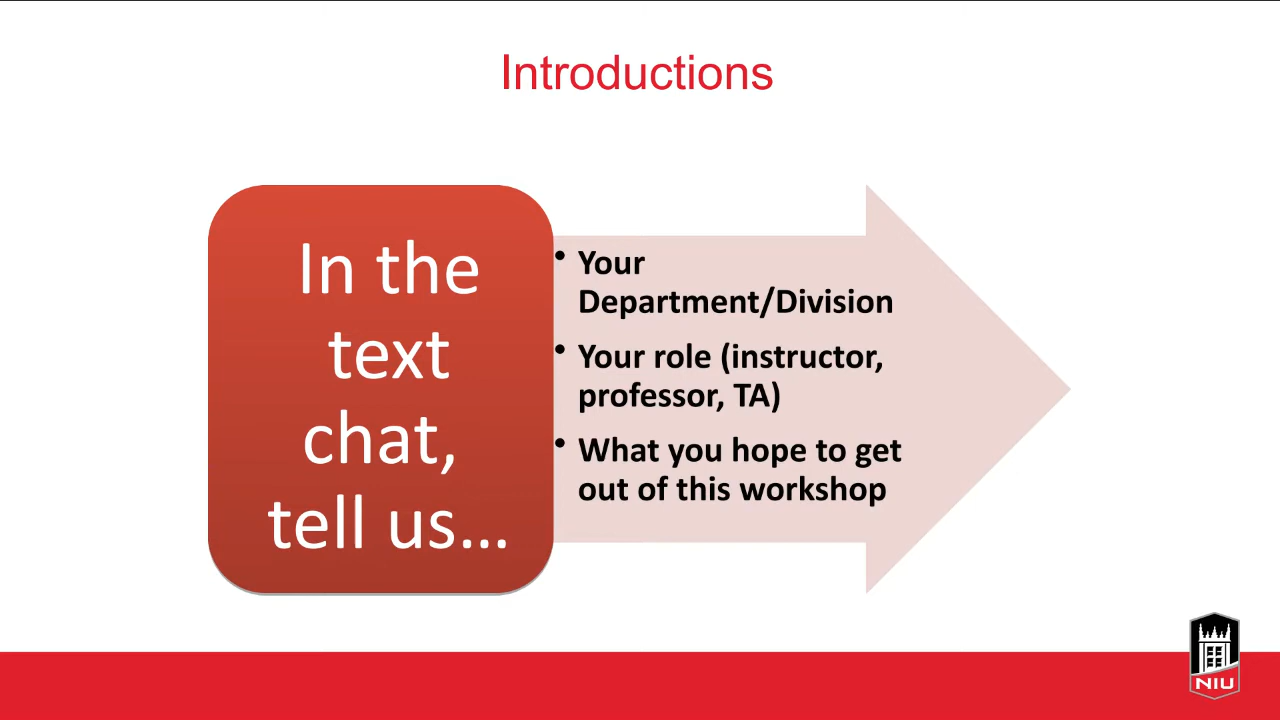 Introductions
In the
text
chat,
tell us...
• Your
Department/Division
• Your role (instructor,
professor, TA)
• What you hope to get
out of this workshop
NIU